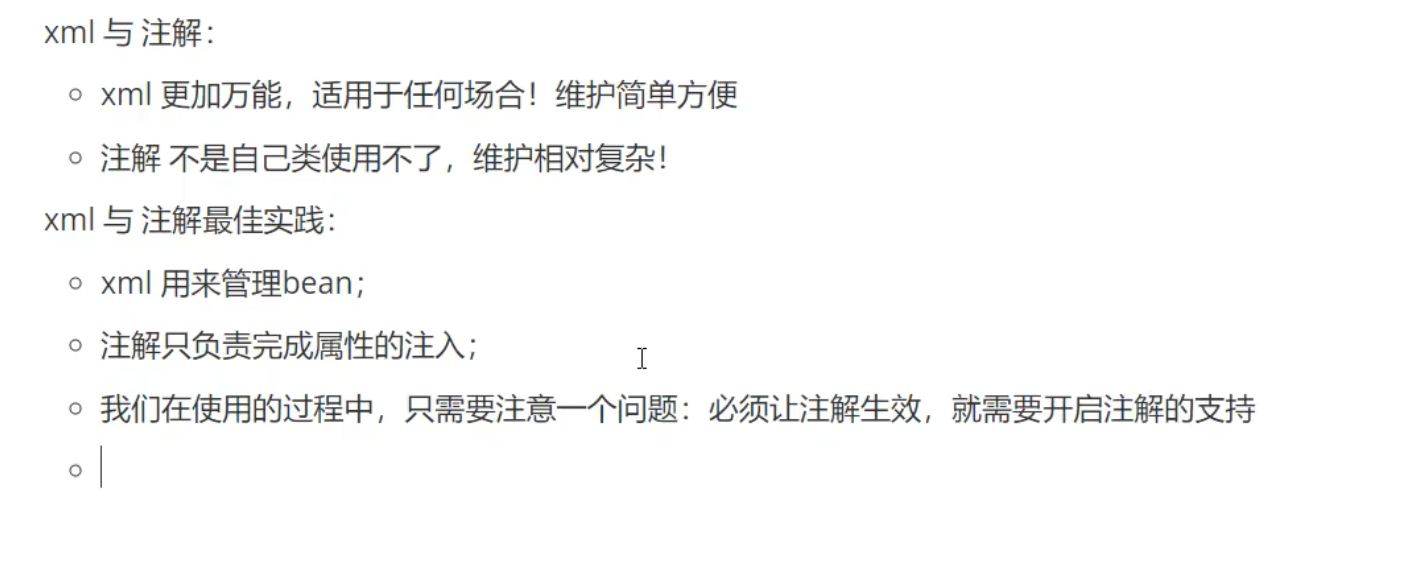 xml 与 注解：
xml 更加万能，适用于任何场合！维护简单方便
注解 不是自己类使用不了，维护相对复杂！
xml 与 注解最佳实践：
xml 用来管理bean；
注解只负责完成属性的注入；
我们在使用的过程中，只需要注意一个问题：必须让注解生效，就需要开启注解的支持